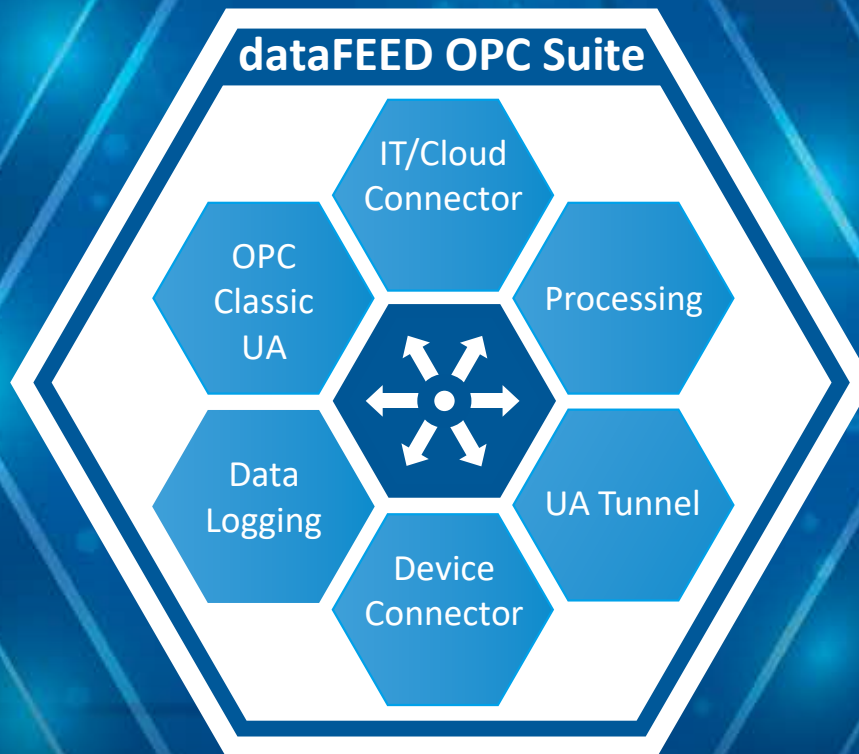 dataFEED OPC Suite
IT/Cloud
Connector
OPC
Classic
UA
Processing
Data
Logging
UA Tunnel
Device
Connector